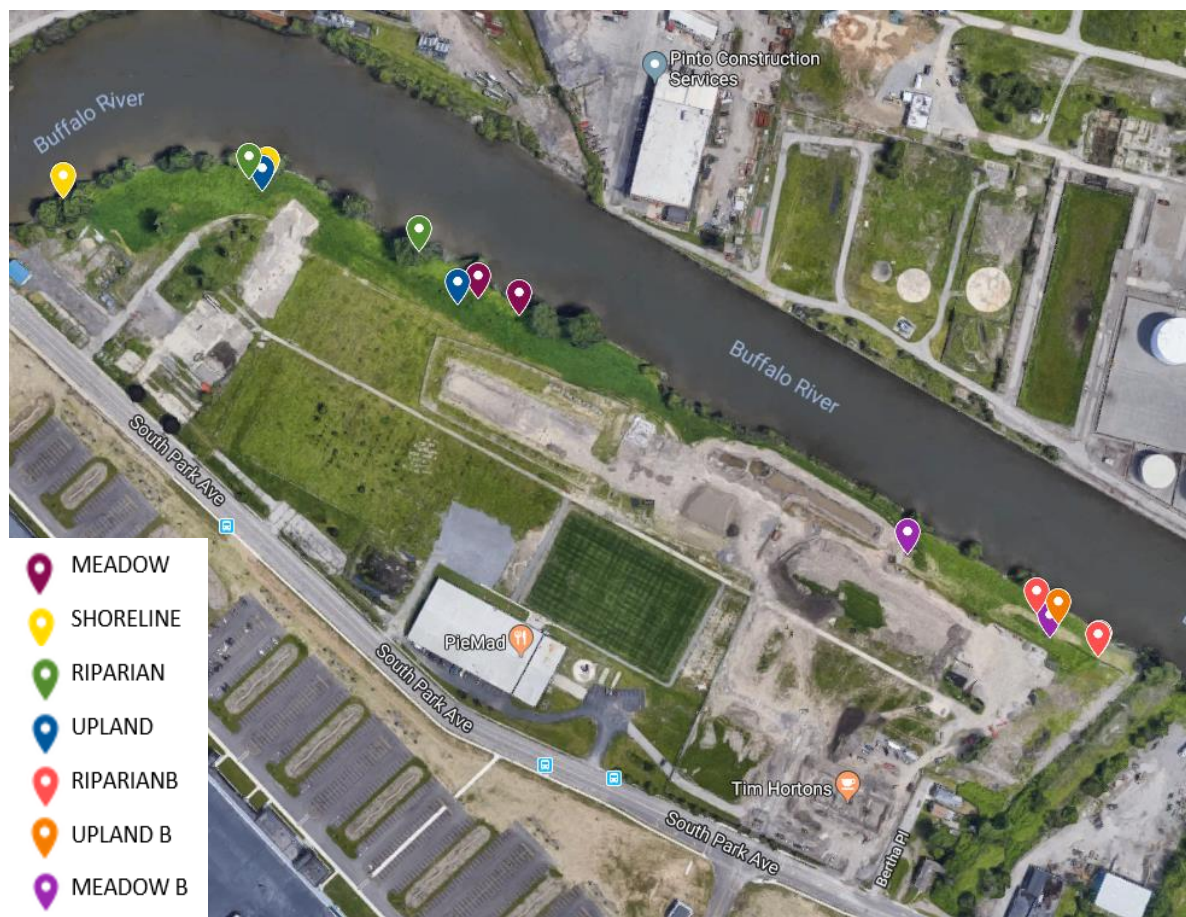 Buffalo River
Pinto Construction
Services
Buffalo River
South Park Ave
PieMad
South Park Ave
Tim Hortons
South Park Ave
Bertha Pl
MEADOW
SHORELINE
RIPARIAN
UPLAND
RIPARIANB
UPLAND B
MEADOW B